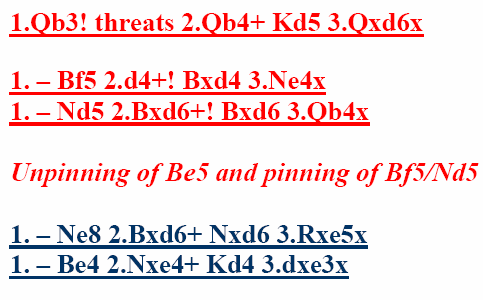 1.Qb3! threats 2.Qb4+ Kd5 3.Qxd6x
1. – Bf5 2.d4+! Bxd4 3.Ne4x
1. – Nd5 2.Bxd6+! Bxd6 3.Qb4x
Unpinning of Be5 and pinning of Bf5/Nd5
1. – Ne8 2.Bxd6+ Nxd6 3.Rxe5x
1. – Be4 2.Nxe4+ Kd4 3.dxe3x